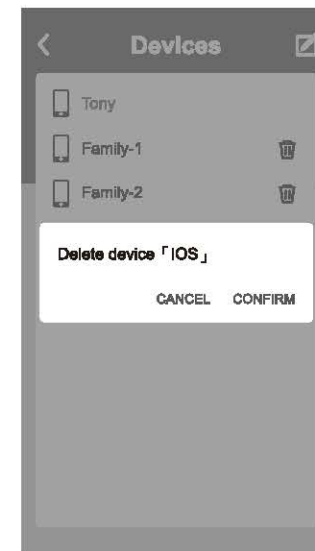 Devices
Tony
Family-1
Family-2
Delete device「IOS」
CANCEL CONFIRM